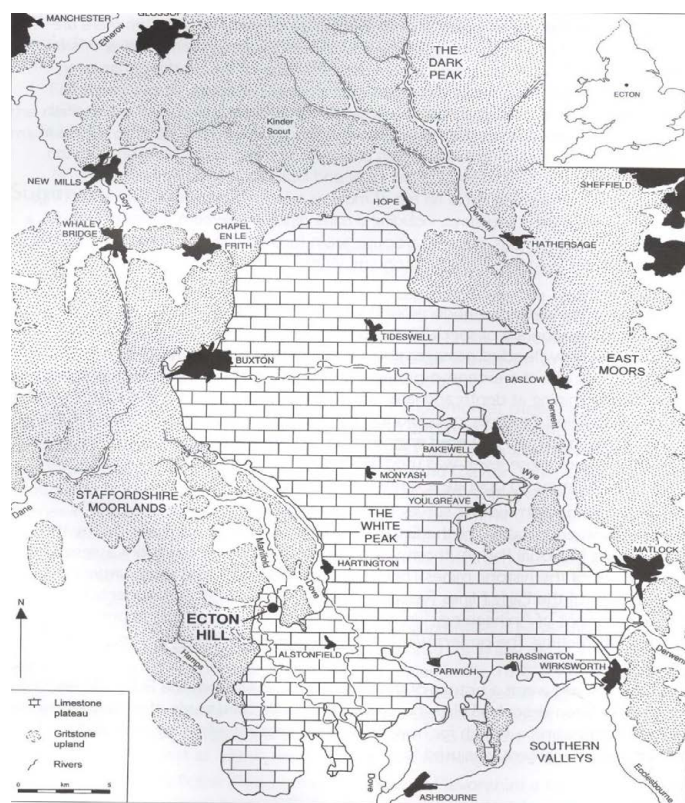 MANCHESTER
GLOSSOP
Etherow
THE
DARK PEAK
ECTON
Kinder
Scout
NEW MILLS
Goyt
SHEFFIELD
HOPE
Derwent
WHALEY
BRIDGE
CHAPEL
EN LE
FRITH
HATHERSAGE
TIDESWELL
BUXTON
EAST
MOORS
BASLOW
Derwent
BAKEWELL
Wye
MONYASH
STAFFORDSHIRE
MOORLANDS
Dane
YOULGREAVE
THE
WHITE
PEAK
Manifold
Dove
HARTINGTON
MATLOCK
N
ECTON
HILL
ALSTONFIELD
Hamps
Derwent
PARWICH
BRASSINGTON
WIRKSWORTH
Limestone
plateau
Gritstone
upland
Rivers
0 km 5
SOUTHERN
VALLEYS
Dove
ASHBOURNE
Ecclesbourne